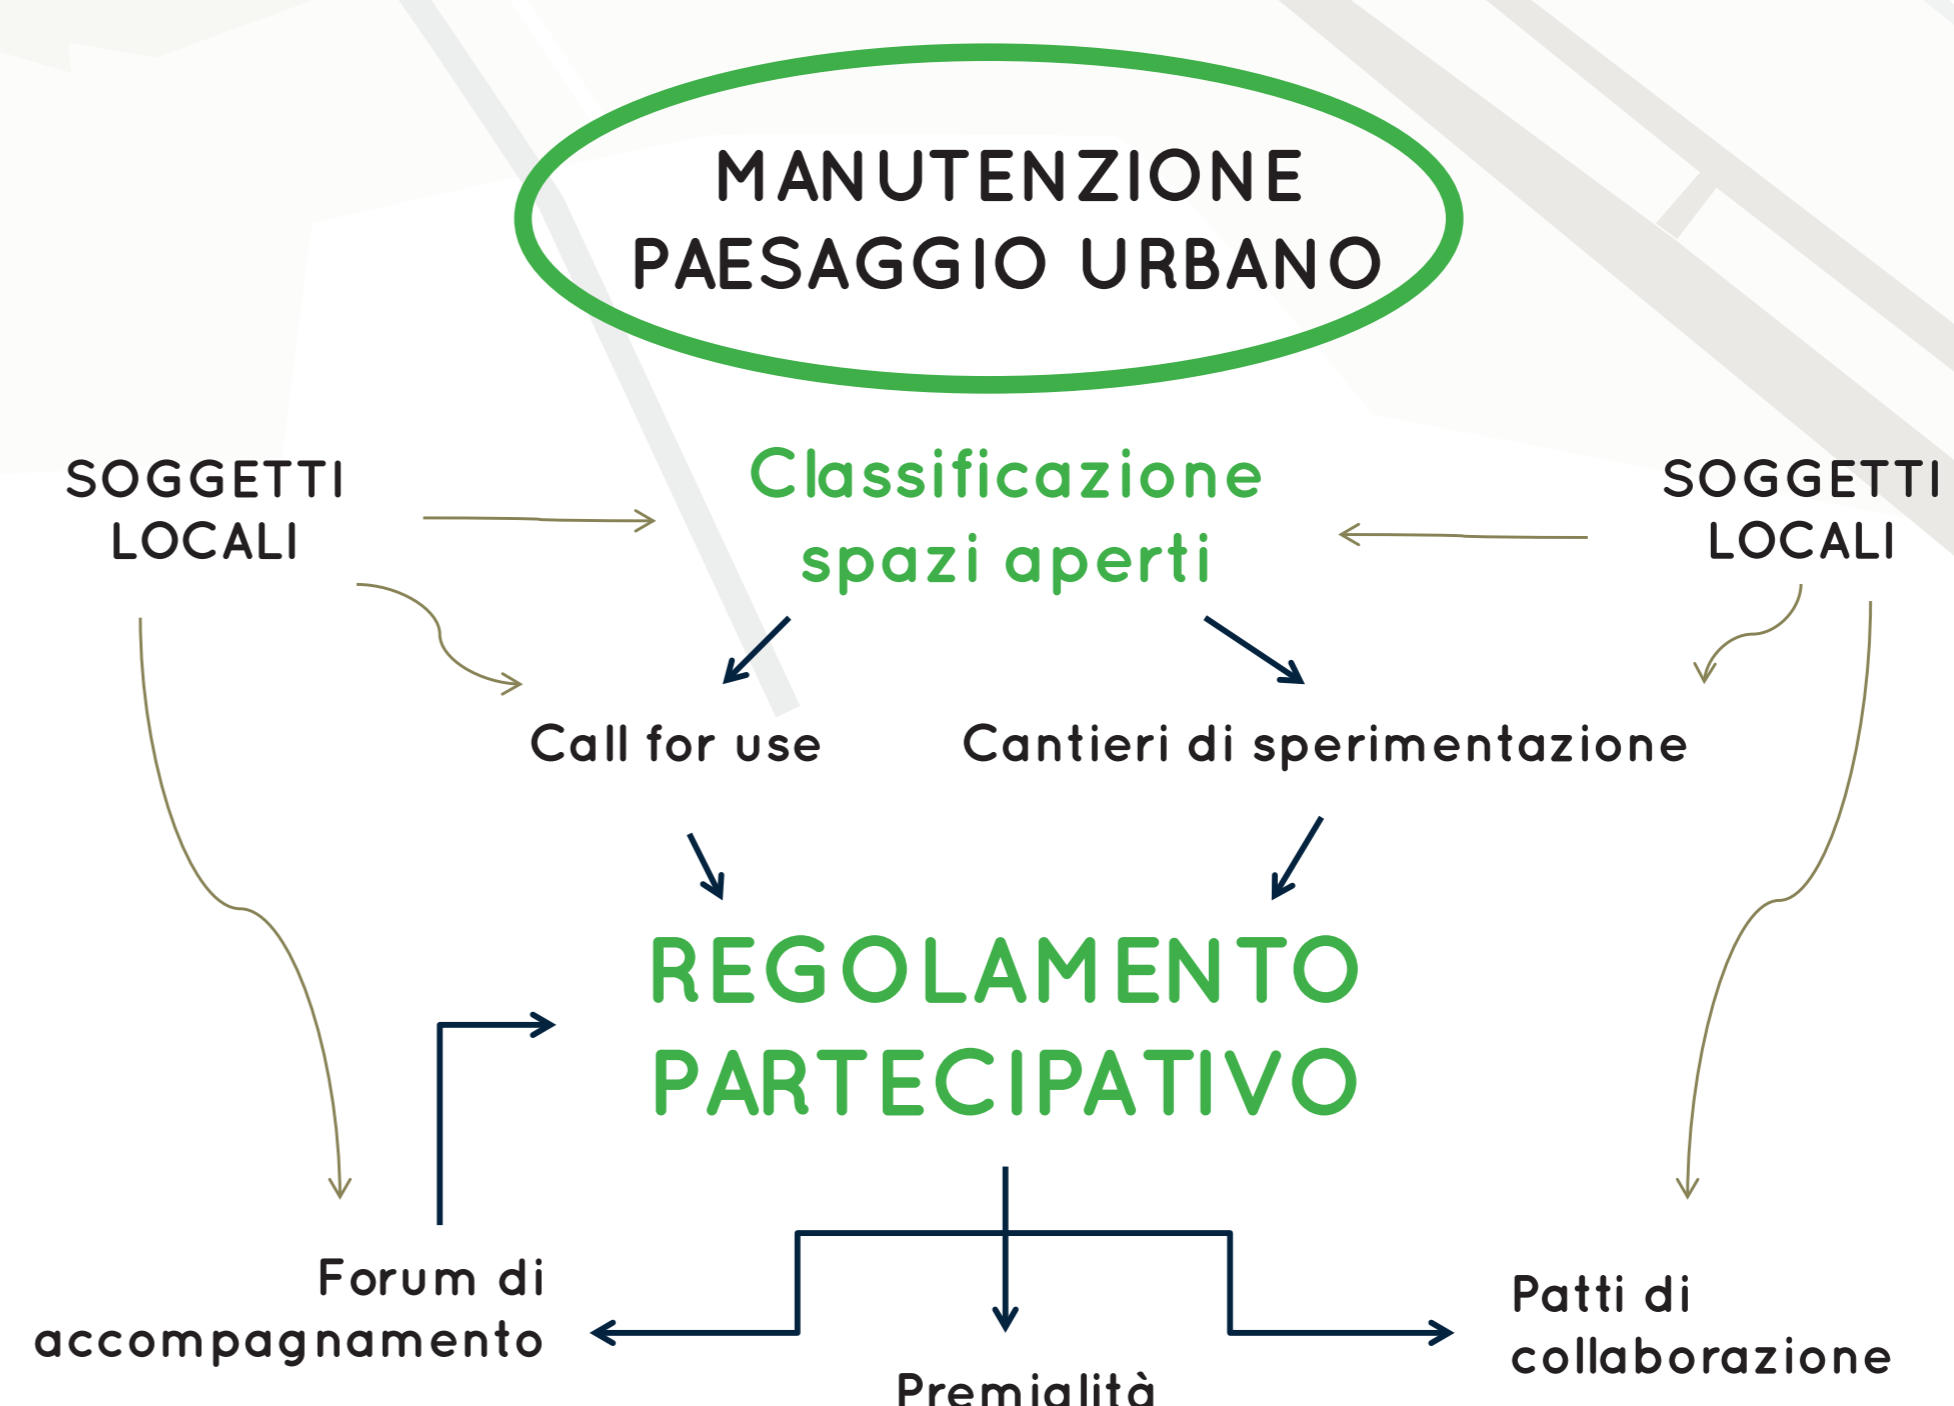 MANUTENZIONE
PAESAGGIO URBANO
SOGGETTI
LOCALI
Classificazione
spazi aperti
SOGGETTI
LOCALI
Call for use
Cantieri di sperimentazione
REGOLAMENTO
PARTECIPATIVO
Forum di
accompagnamento
Premialità
Patti di
collaborazione